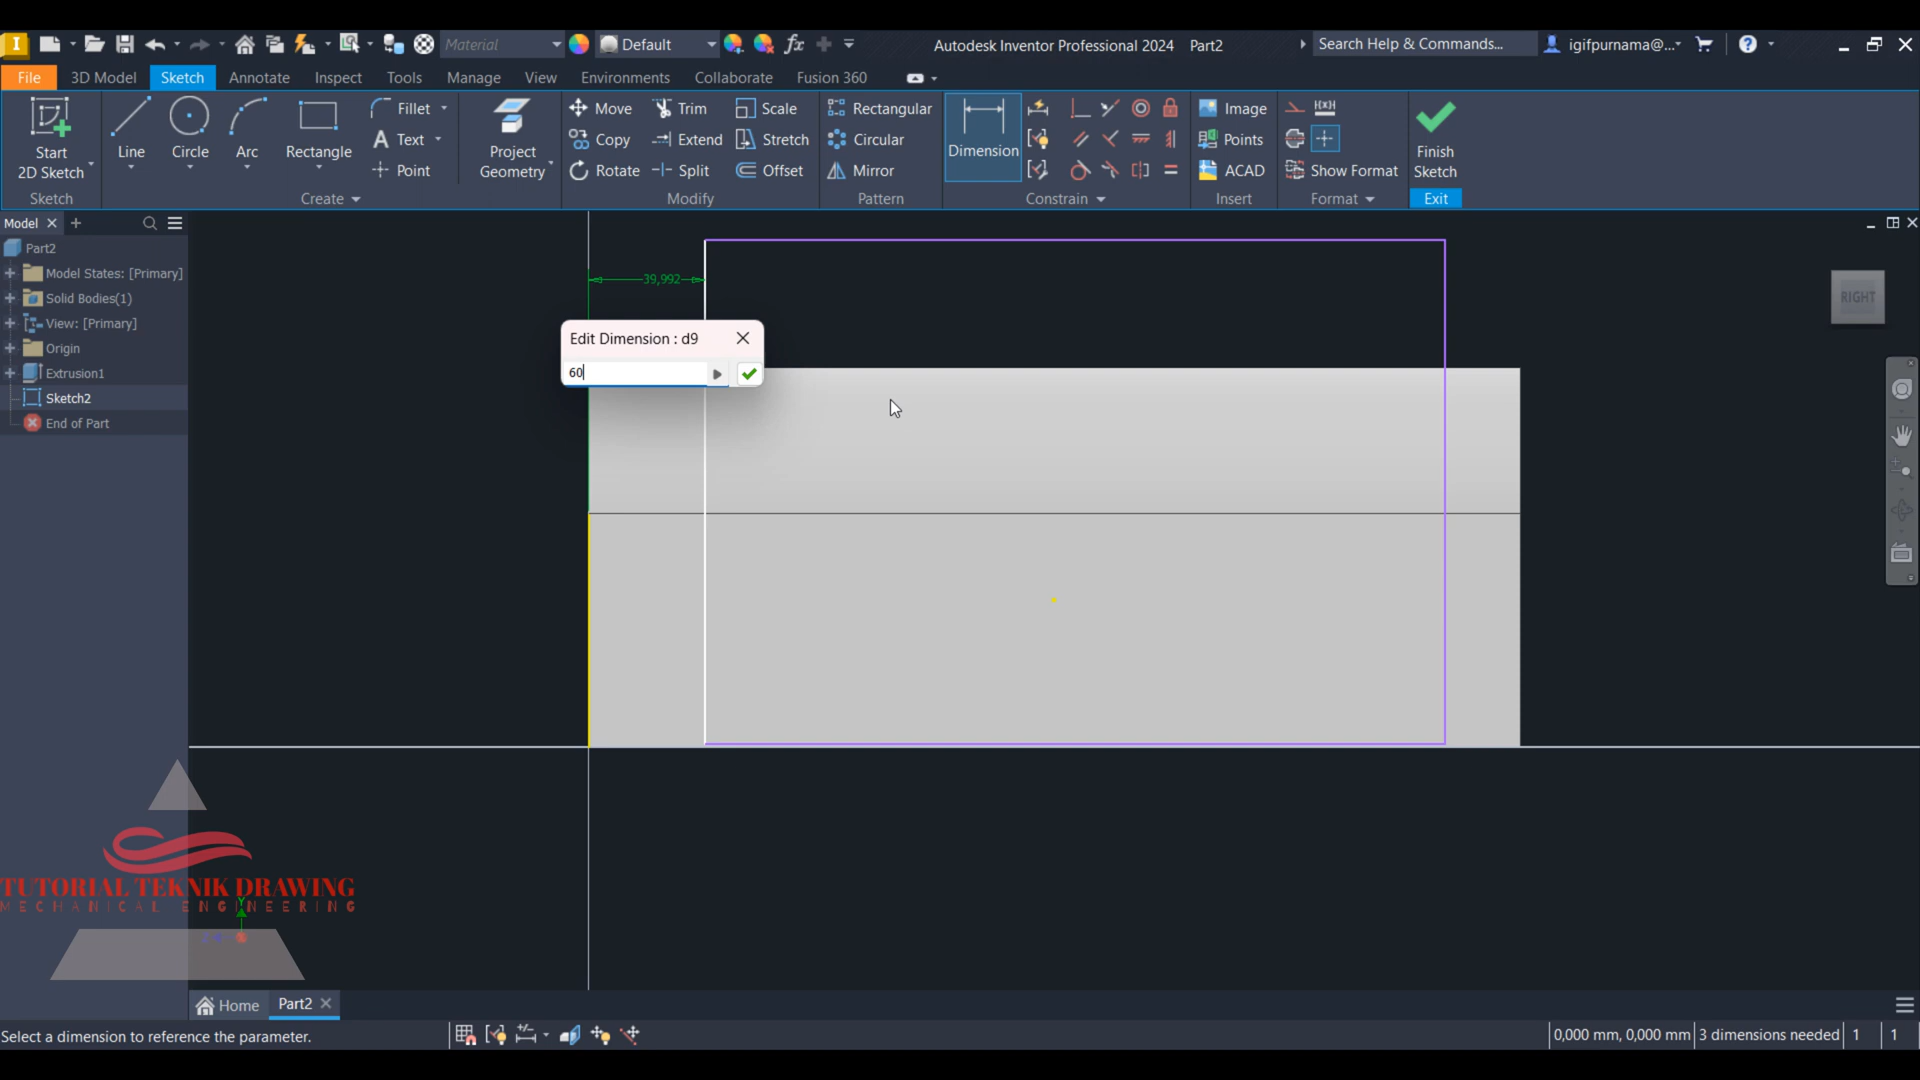 I
Material
Default
fx
Autodesk Inventor Professional 2024 Part2
Search Help & Commands...
igifpurnama@...
File
3D Model
Sketch
Annotate
Inspect
Tools
Manage
View
Environments
Collaborate
Fusion 360
Start
2D Sketch
Line
Circle
Arc
Rectangle
Fillet
Text
Point
Project
Geometry
Move
Copy
Rotate
Trim
Extend
Split
Scale
Stretch
Offset
Rectangular
Circular
Mirror
Dimension
Image
Points
ACAD
Show Format
Finish
Sketch
Sketch
Create
Modify
Pattern
Constrain
Insert
Format
Exit
Model
Part2
Model States: [Primary]
Solid Bodies(1)
View: [Primary]
Origin
Extrusion1
Sketch2
End of Part
39,992
Edit Dimension : d9
60
RIGHT
TUTORIAL TEKNIK DRAWING
MECHANICAL ENGINEERING
Y
Home
Part2
Select a dimension to reference the parameter.
0,000 mm, 0,000 mm
3 dimensions needed
1
1